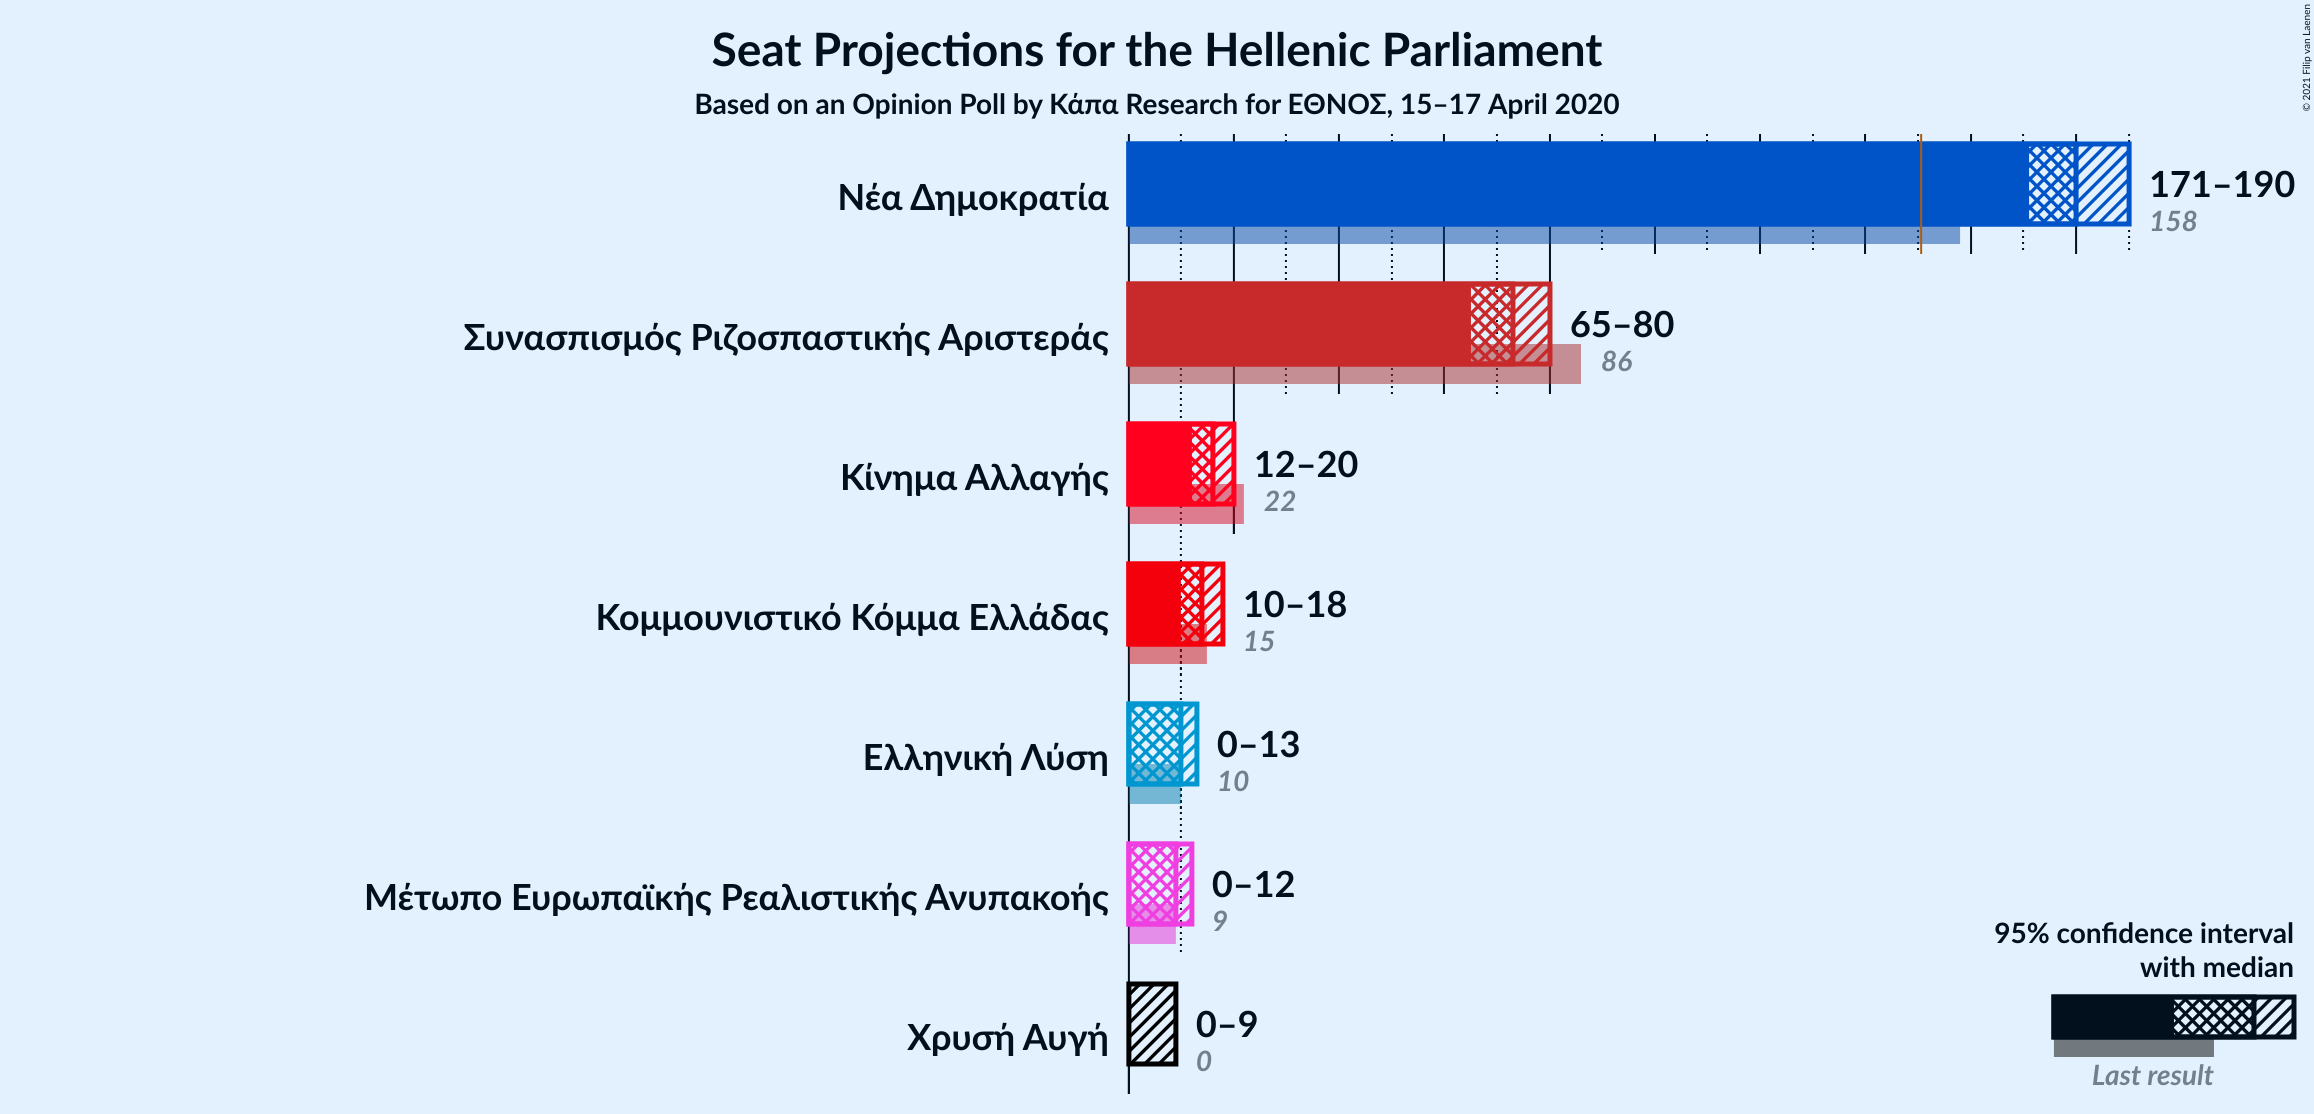 Seat Projections for the Hellenic Parliament
Based on an Opinion Poll by Κάπα Research for ΕΘΝΟΣ, 15–17 April 2020
© 2021 Filip van Laenen
Νέα Δημοκρατία
171–190
158
Συνασπισμός Ριζοσπαστικής Αριστεράς
65–80
86
Κίνημα Αλλαγής
12–20
22
Κομμουνιστικό Κόμμα Ελλάδας
10–18
15
Ελληνική Λύση
0–13
10
Μέτωπο Ευρωπαϊκής Ρεαλιστικής Ανυπακοής
0–12
9
Χρυσή Αυγή
0–9
0
95% confidence interval
with median
Last result